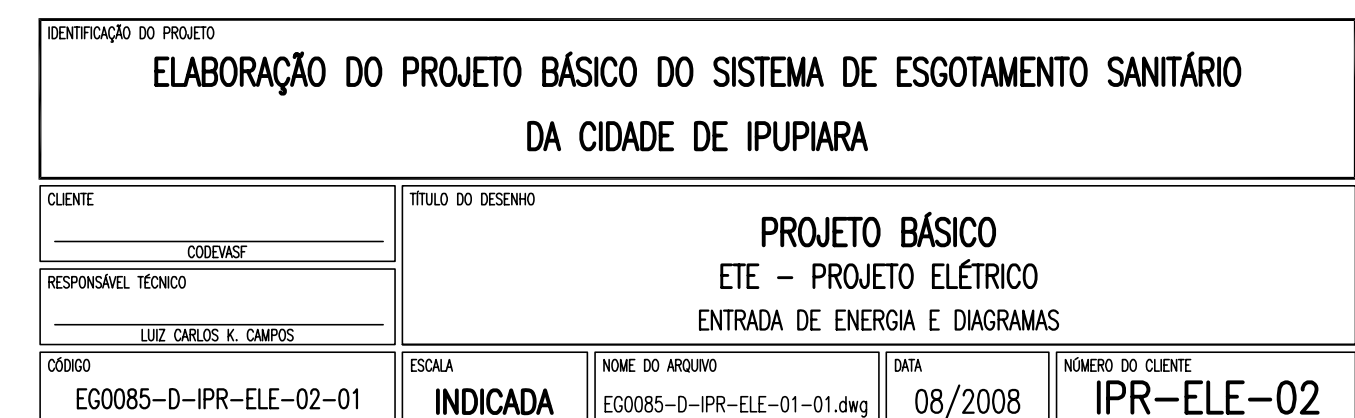 IDENTIFICAÇÃO DO PROJETO
ELABORAÇÃO DO PROJETO BÁSICO DO SISTEMA DE ESGOTAMENTO SANITÁRIO
DA CIDADE DE IPUPIARA
CLIENTE
CODEVASF
RESPONSÁVEL TÉCNICO
LUIZ CARLOS K. CAMPOS
TÍTULO DO DESENHO
PROJETO BÁSICO
ETE – PROJETO ELÉTRICO
ENTRADA DE ENERGIA E DIAGRAMAS
CÓDIGO
EG0085-D-IPR-ELE-02-01
ESCALA
INDICADA
NOME DO ARQUIVO
EG0085-D-IPR-ELE-01-01.dwg
DATA
08/2008
NÚMERO DO CLIENTE
IPR-ELE-02